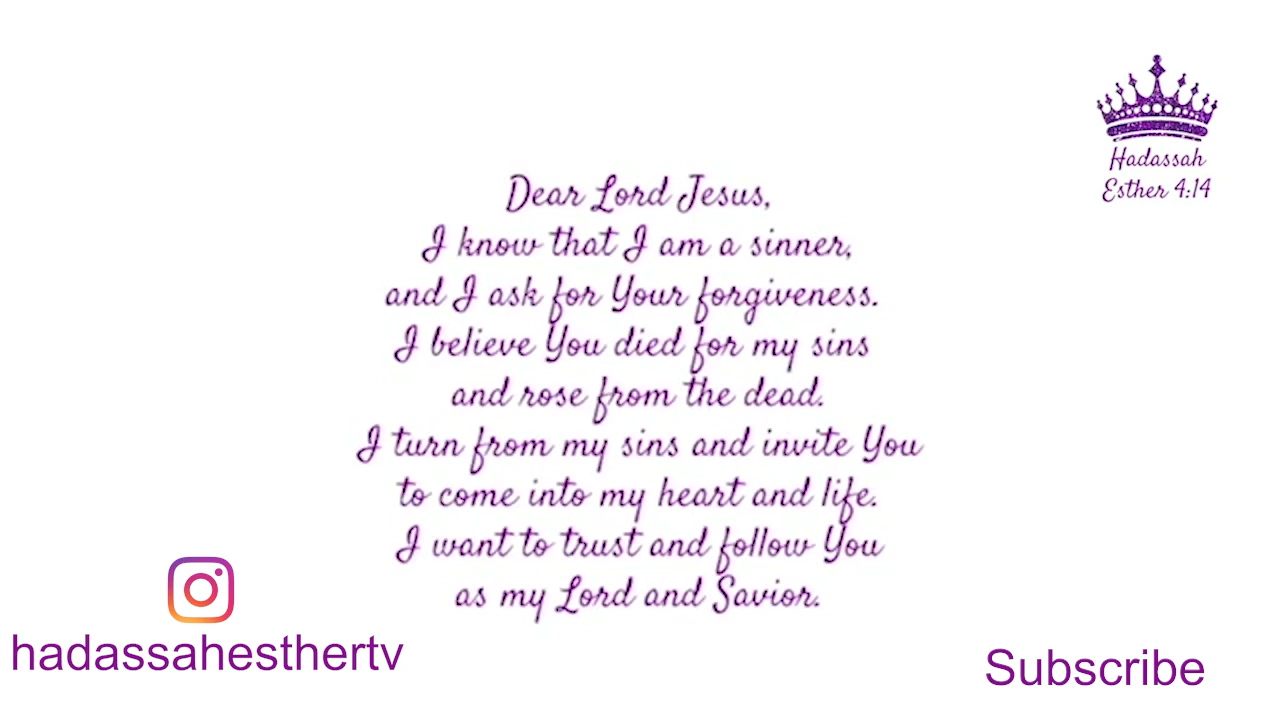 Hadassah
Esther 4:14
Dear Lord Jesus,
I know that I am a sinner,
and I ask for Your forgiveness.
I believe You died for my sins
and rose from the dead.
I turn from my sins and invite You
to come into my heart and life.
I want to trust and follow You
as my Lord and Savior.
hadassahesthertv
Subscribe